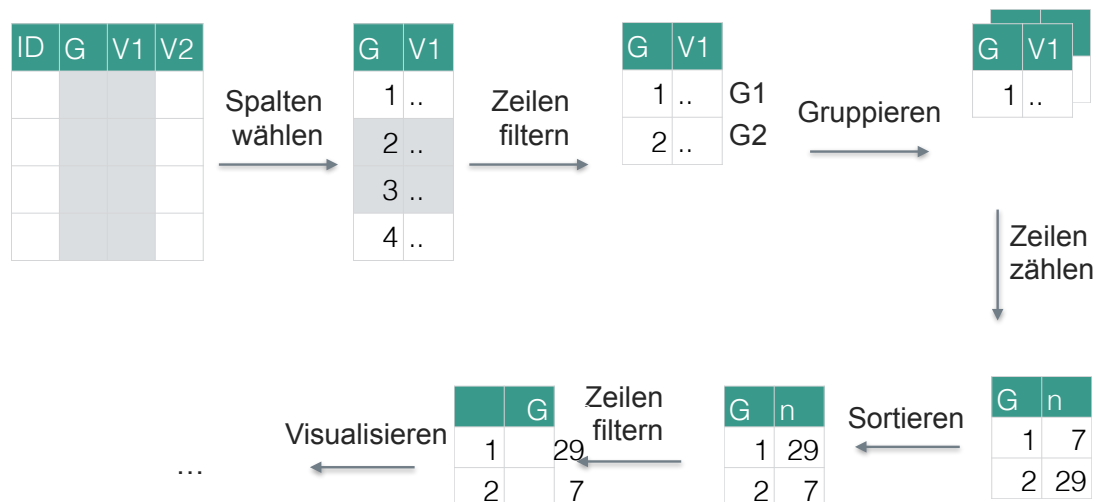 ID G V1 V2
Spalten
wählen
G V1
1 ..
2 ..
3 ..
4 ..
Zeilen
filtern
G V1
1 .. G1
2 .. G2
Gruppieren
G V1
1 ..
Zeilen
zählen
G n
1 7
2 29
Sortieren
G n
1 29
2 7
Zeilen
filtern
G
1 29
2 7
Visualisieren
...